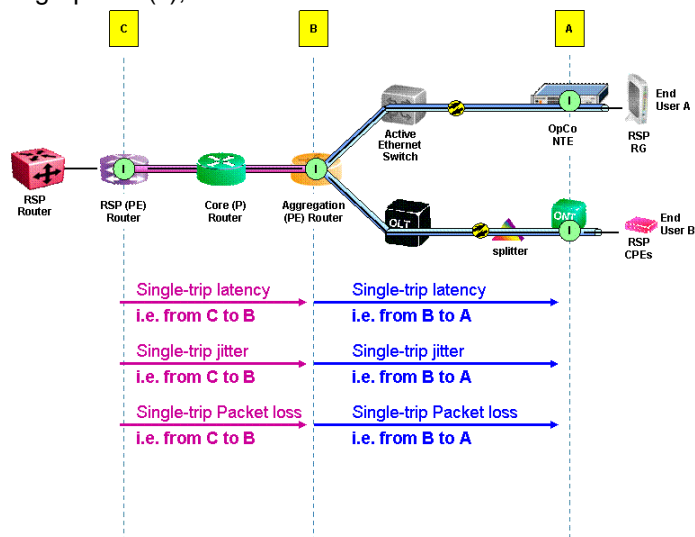 C
B
A
I
I
I
I
Active
Ethernet
Switch
OpCo
NTE
RSP
RG
End
User A
RSP
Router
RSP (PE)
Router
Core (P)
Router
Aggregation
(PE) Router
OLT
splitter
ONT
RSP
CPEs
End
User B
Single-trip latency
i.e. from C to B
Single-trip latency
i.e. from B to A
Single-trip jitter
i.e. from C to B
Single-trip jitter
i.e. from B to A
Single-trip Packet loss
i.e. from C to B
Single-trip Packet loss
i.e. from B to A